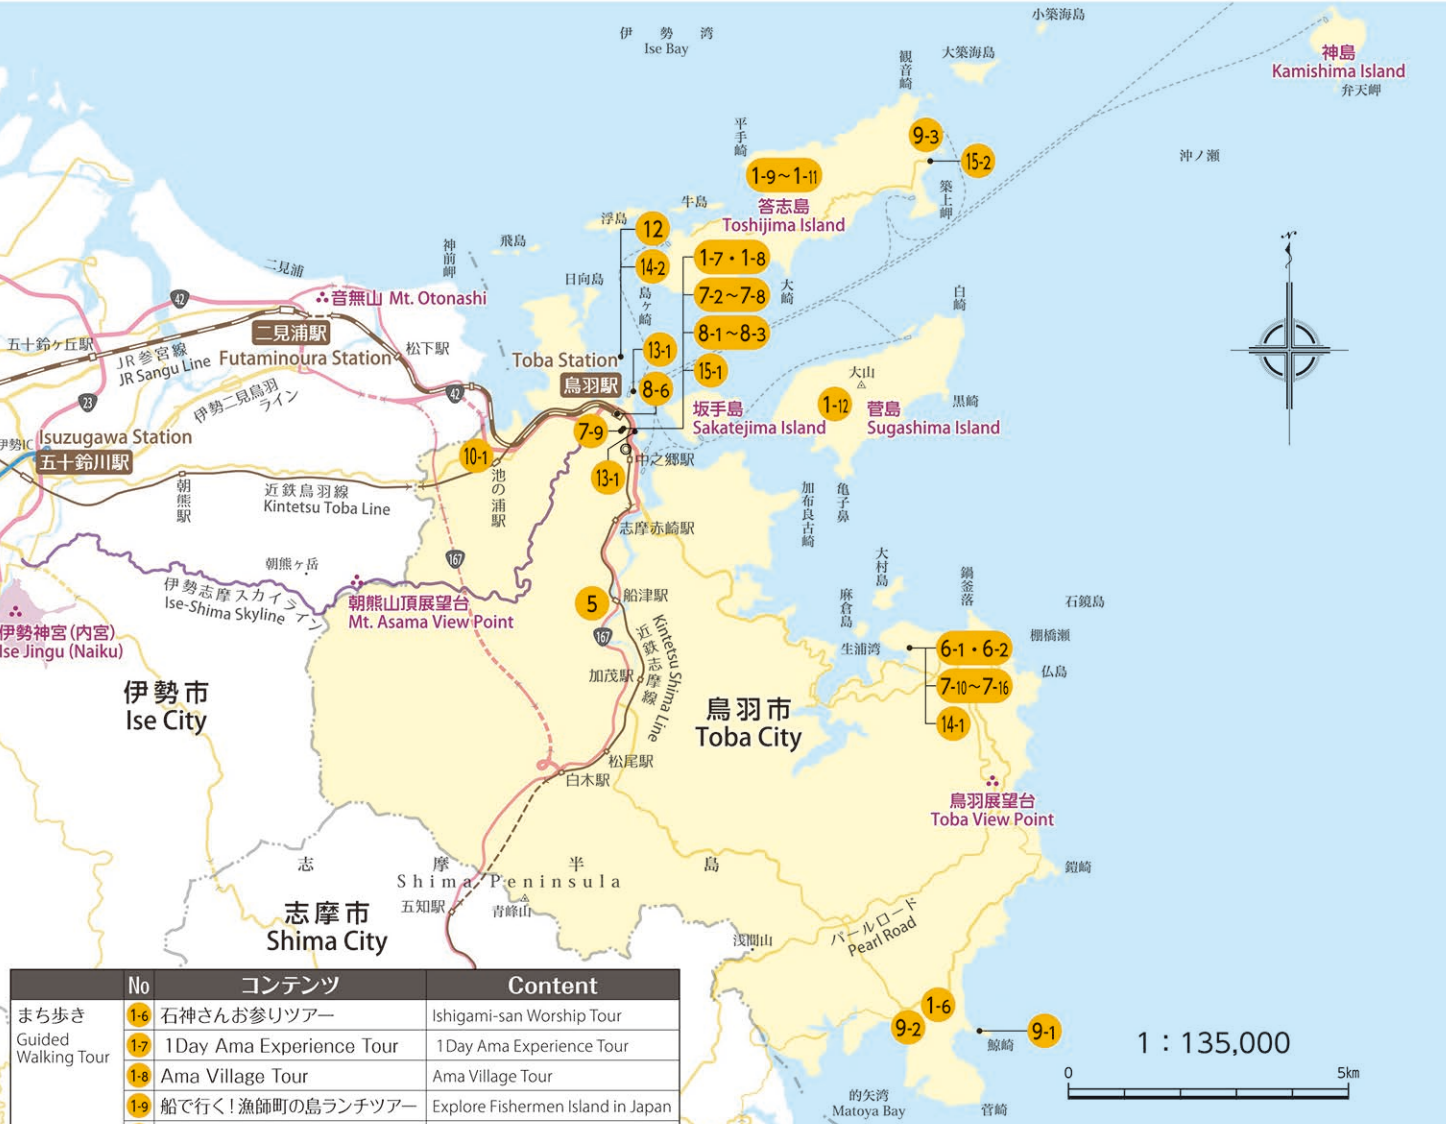 伊勢湾
Ise Bay
小築海島
大築海島
観音崎
神島
Kamishima Island
弁天岬
平手崎
9-3
15-2
沖ノ瀬
1-9～1-11
築上岬
答志島
Toshijima Island
牛島
浮島
12
飛島
神前岬
二見浦
1-7・1-8
14-2
日向島
島ヶ崎
大崎
7-2～7-8
白崎
N
42
音無山 Mt. Otonashi
二見浦駅
Futaminoura Station
松下駅
五十鈴ケ丘駅
JR参宮線
JR Sangu Line
8-1～8-3
13-1
15-1
Toba Station
鳥羽駅
8-6
大山
1-12
黒崎
菅島
Sugashima Island
坂手島
Sakatejima Island
42
23
伊勢二見鳥羽ライン
7-9
伊勢IC
Isuzugawa Station
五十鈴川駅
10-1
池の浦駅
13-1
中之郷駅
朝熊駅
近鉄鳥羽線
Kintetsu Toba Line
加布良古崎
亀子鼻
志摩赤崎駅
朝熊ヶ岳
167
大村島
鍋釜落
伊勢志摩スカイライン
Ise-Shima Skyline
朝熊山頂展望台
Mt. Asama View Point
5
船津駅
麻倉島
石鏡島
伊勢神宮(内宮)
Ise Jingu (Naiku)
167
近鉄志摩線
Kintetsu Shima Line
生浦湾
6-1・6-2
棚橋瀬
仏島
加茂駅
7-10～7-16
伊勢市
Ise City
鳥羽市
Toba City
14-1
松尾駅
白木駅
鳥羽展望台
Toba View Point
志摩半島
Shima Peninsula
鎧崎
五知駅
青峰山
志摩市
Shima City
パールロード
Pearl Road
浅間山
1-6
9-2
9-1
鯨崎
的矢湾
Matoya Bay
菅崎
1：135,000
0 5km
No コンテンツ Content
まち歩き
Guided
Walking Tour
1-6 石神さんお参りツアー Ishigami-san Worship Tour
1-7 1Day Ama Experience Tour 1Day Ama Experience Tour
1-8 Ama Village Tour Ama Village Tour
1-9 船で行く!漁師町の島ランチツアー Explore Fishermen Island in Japan